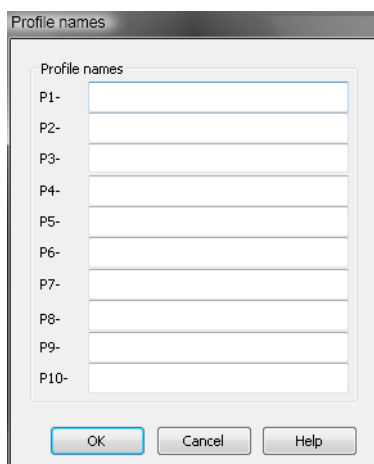 Profile names
Profile names
P1-
P2-
P3-
P4-
P5-
P6-
P7-
P8-
P9-
P10-
OK Cancel Help